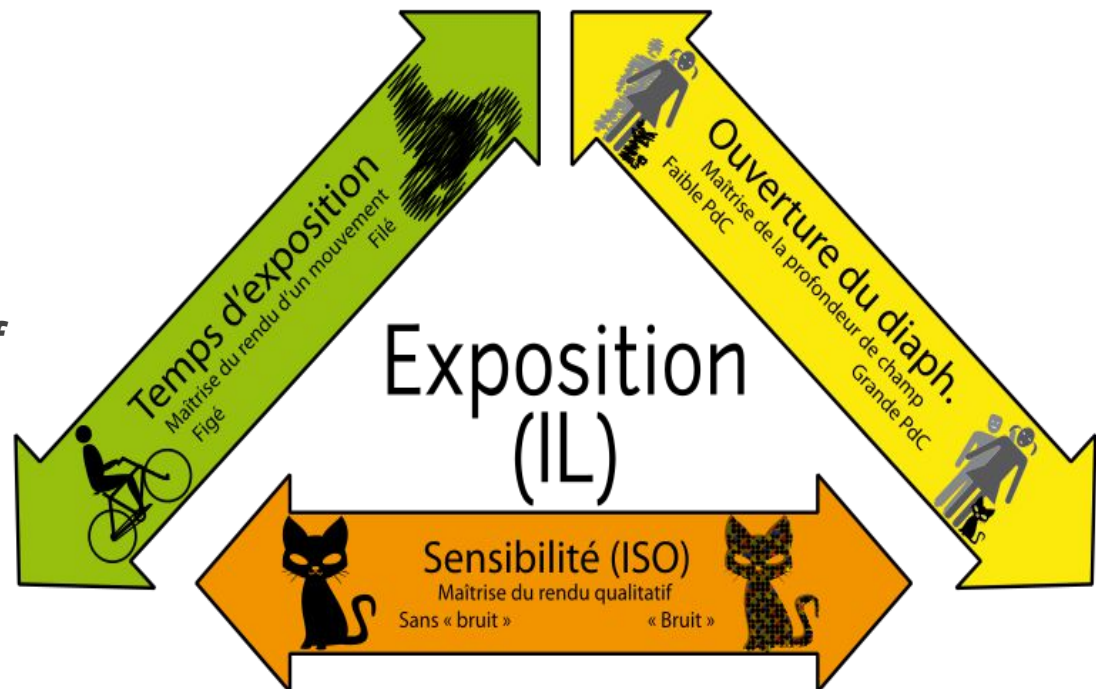 Temps d'exposition
Maîtrise du rendu d'un mouvement
Figé
Filé
Ouverture du diaph.
Maîtrise de la profondeur de champ
Faible PdC
Grande PdC
Exposition
(IL)
Sensibilité (ISO)
Maîtrise du rendu qualitatif
Sans « bruit »
« Bruit »